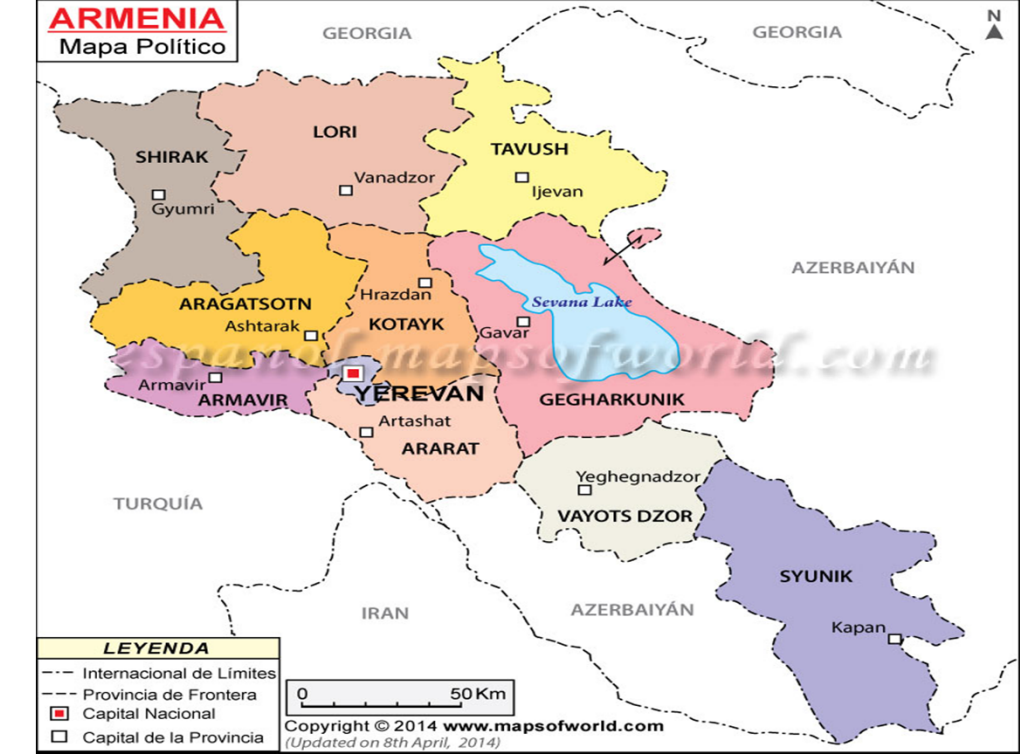 ARMENIA
Mapa Político
GEORGIA
GEORGIA
N
LORI
TAVUSH
SHIRAK
Vanadzor
Ijevan
Gyumri
AZERBAIYÁN
Hrazdan
Sevana Lake
ARAGATSOTN
KOTAYK
Ashtarak
Gavar
espanol.mapsofworld.com
Armavir
ARMAVIR
YEREVAN
GEGHARKUNIK
Artashat
ARARAT
Yeghegnadzor
TURQUÍA
VAYOTS DZOR
SYUNIK
IRAN
AZERBAIYÁN
Kapan
LEYENDA
Internacional de Límites
Provincia de Frontera
Capital Nacional
Capital de la Provincia
0 50 Km
Copyright © 2014 www.mapsofworld.com
(Updated on 8th April, 2014)